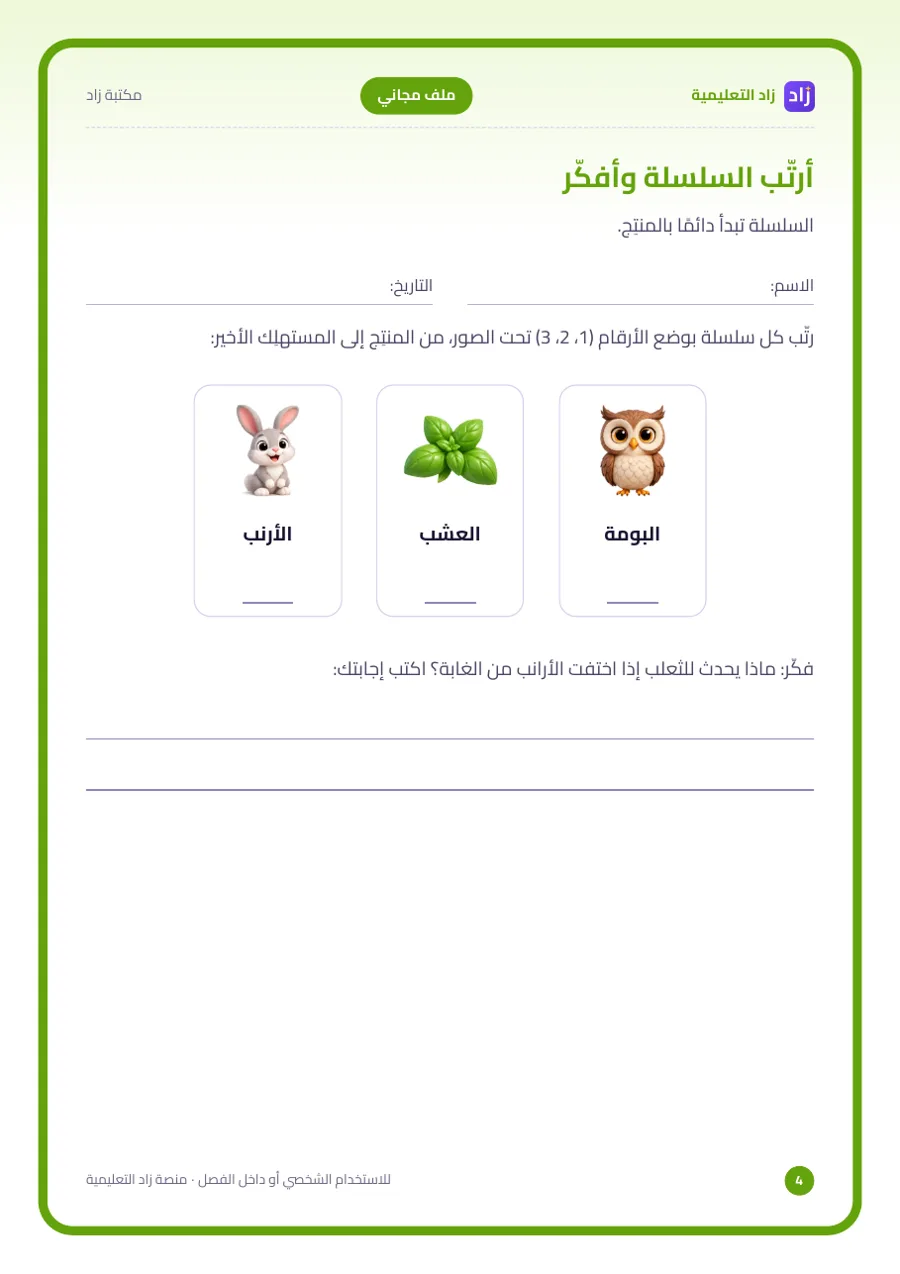 زاد زاد التعليمية
ملف مجاني
مكتبة زاد
أرتّب السلسلة وأفكّر
السلسلة تبدأ دائمًا بالمنتِج.
الاسم:
التاريخ:
رتّب كل سلسلة بوضع الأرقام (1، 2، 3) تحت الصور، من المنتِج إلى المستهلِك الأخير:
البومة
العشب
الأرنب
فكّر: ماذا يحدث للثعلب إذا اختفت الأرانب من الغابة؟ اكتب إجابتك:
4
للاستخدام الشخصي أو داخل الفصل · منصة زاد التعليمية